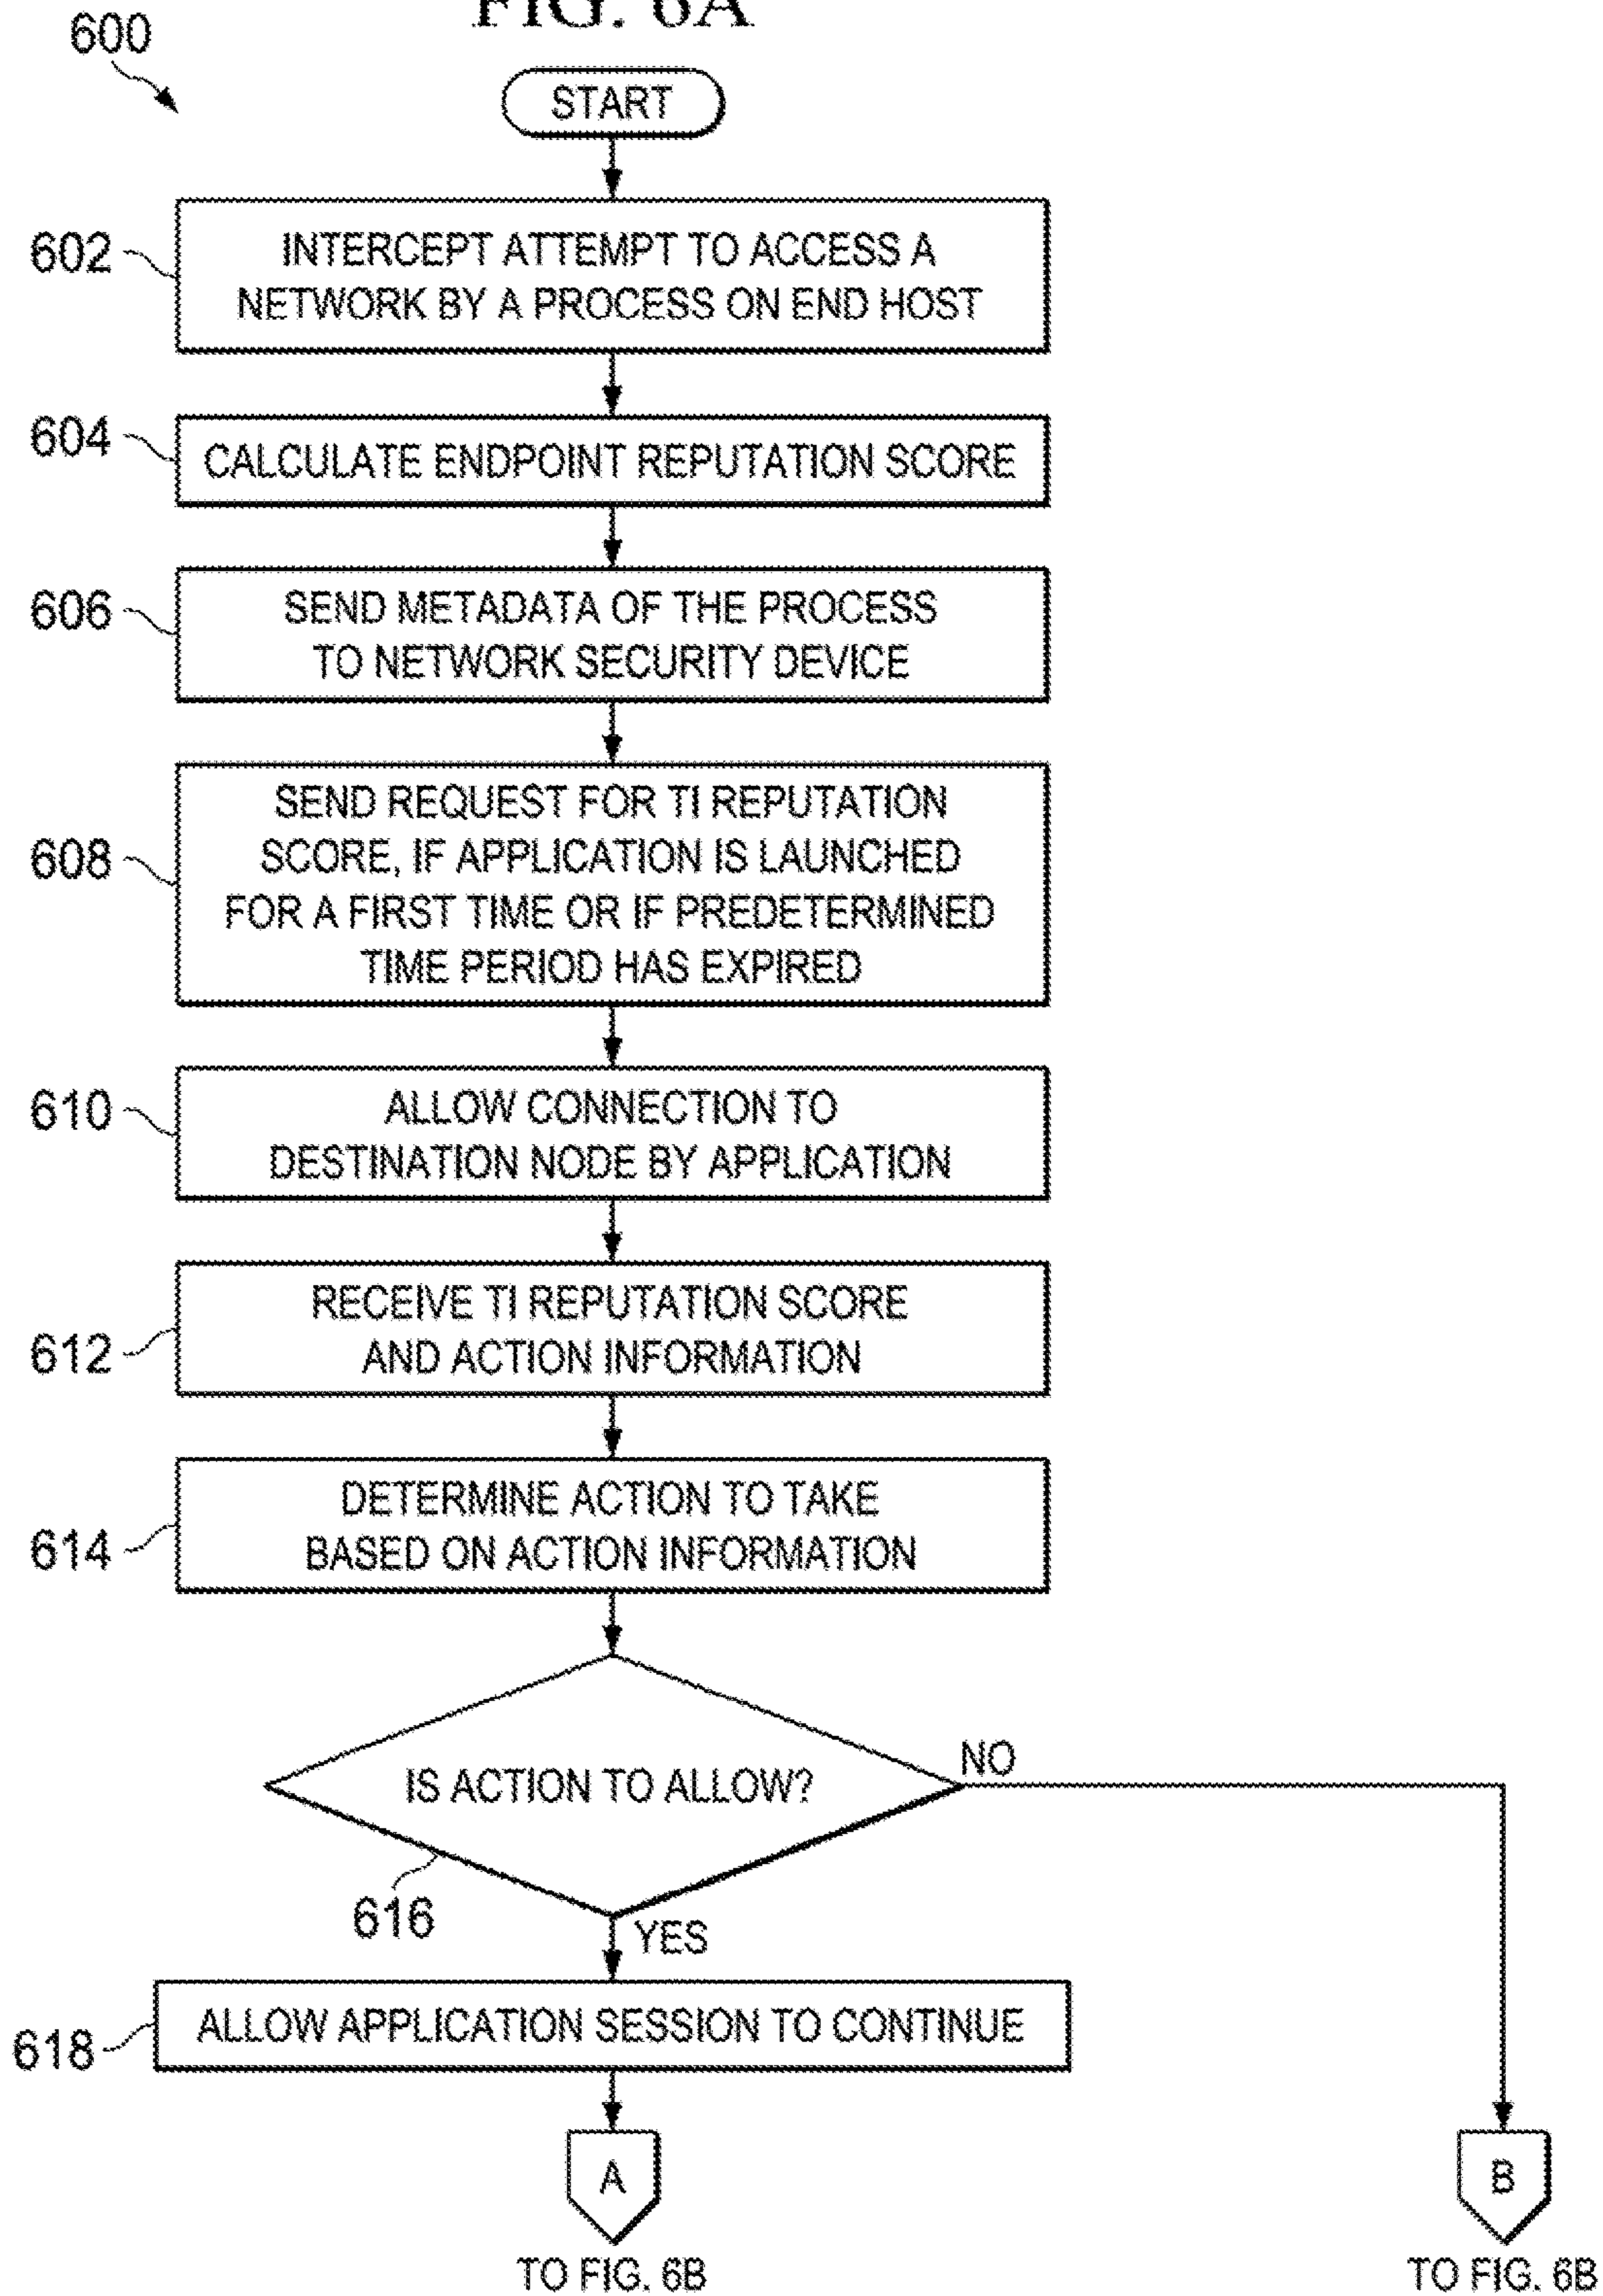 FIG. 6A
600
START
602
INTERCEPT ATTEMPT TO ACCESS A
NETWORK BY A PROCESS ON END HOST
604
CALCULATE ENDPOINT REPUTATION SCORE
606
SEND METADATA OF THE PROCESS
TO NETWORK SECURITY DEVICE
608
SEND REQUEST FOR TI REPUTATION
SCORE, IF APPLICATION IS LAUNCHED
FOR A FIRST TIME OR IF PREDETERMINED
TIME PERIOD HAS EXPIRED
610
ALLOW CONNECTION TO
DESTINATION NODE BY APPLICATION
612
RECEIVE TI REPUTATION SCORE
AND ACTION INFORMATION
614
DETERMINE ACTION TO TAKE
BASED ON ACTION INFORMATION
IS ACTION TO ALLOW?
NO
616
YES
618
ALLOW APPLICATION SESSION TO CONTINUE
A
B
TO FIG. 6B
TO FIG. 6B